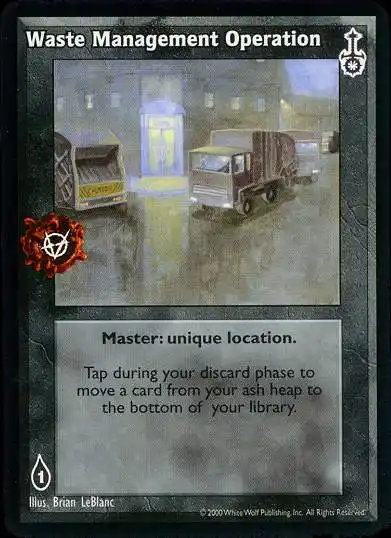 Waste Management Operation
Master: unique location.
Tap during your discard phase to
move a card from your ash heap to
the bottom of your library.
1
Illus. Brian LeBlanc
© 2000 White Wolf Publishing, Inc. All Rights Reserved.